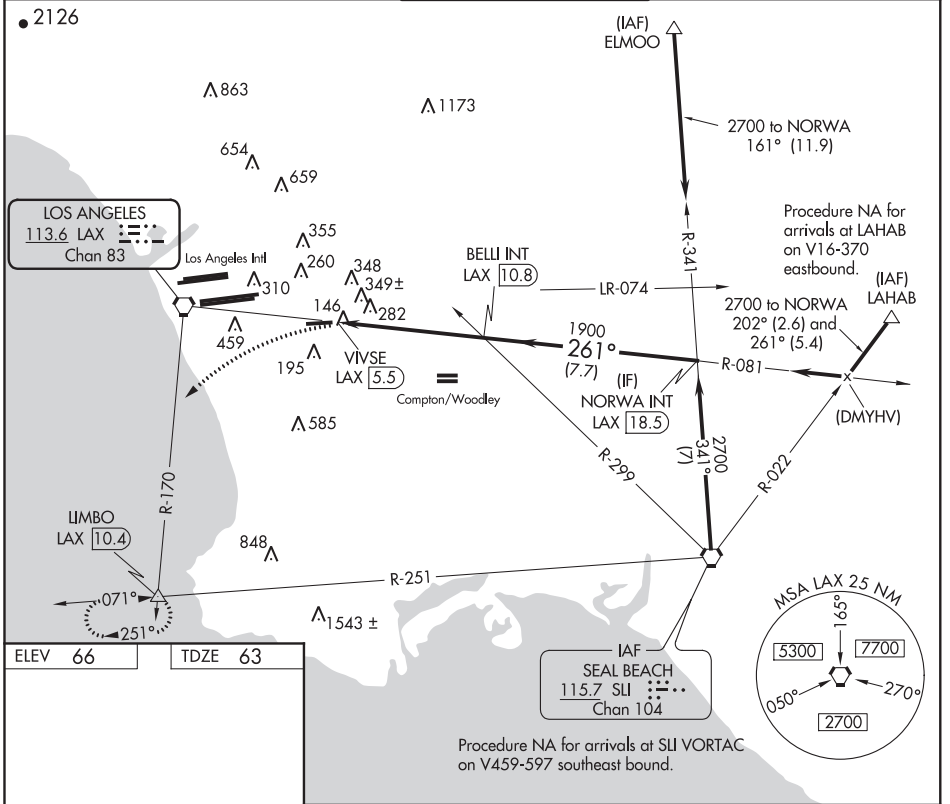 2126
(IAF)
ELMOO
863
1173
2700 to NORWA
161° (11.9)
654
659
LOS ANGELES
113.6 LAX
Chan 83
Los Angeles Intl
355
260
310
348
349±
282
146
459
195
R-341
Procedure NA for
arrivals at LAHAB
on V16-370
eastbound.
(IAF)
LAHAB
BELLI INT
LAX 10.8
LR-074
2700 to NORWA
202° (2.6) and
261° (5.4)
1900
261°
(7.7)
R-081
VIVSE
LAX 5.5
Compton/Woodley
(IF)
NORWA INT
LAX 18.5
(DMYHV)
585
R-299
2700
341°
(7)
R-022
R-170
LIMBO
LAX 10.4
848
R-251
071°
251°
1543 ±
MSA LAX 25 NM
165°
5300
7700
050°
270°
2700
ELEV 66
TDZE 63
IAF
SEAL BEACH
115.7 SLI
Chan 104
Procedure NA for arrivals at SLI VORTAC
on V459-597 southeast bound.